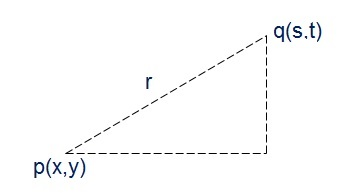 q(s,t)
r
p(x,y)